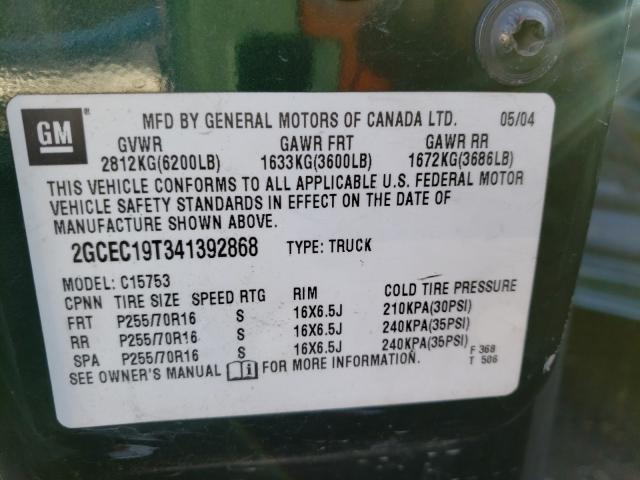 GM ®
MFD BY GENERAL MOTORS OF CANADA LTD. 05/04
GVWR GAWR FRT GAWR RR
2812KG(6200LB) 1633KG(3600LB) 1672KG(3686LB)
THIS VEHICLE CONFORMS TO ALL APPLICABLE U.S. FEDERAL MOTOR
VEHICLE SAFETY STANDARDS IN EFFECT ON THE DATE OF
MANUFACTURE SHOWN ABOVE.
2GCEC19T341392868 TYPE: TRUCK
MODEL: C15753
CPNN TIRE SIZE SPEED RTG RIM COLD TIRE PRESSURE
FRT P255/70R16 S 16X6.5J 210KPA(30PSI)
RR P255/70R16 S 16X6.5J 240KPA(35PSI)
SPA P255/70R16 S 16X6.5J 240KPA(35PSI)
SEE OWNER'S MANUAL i FOR MORE INFORMATION.
F 368
T 506